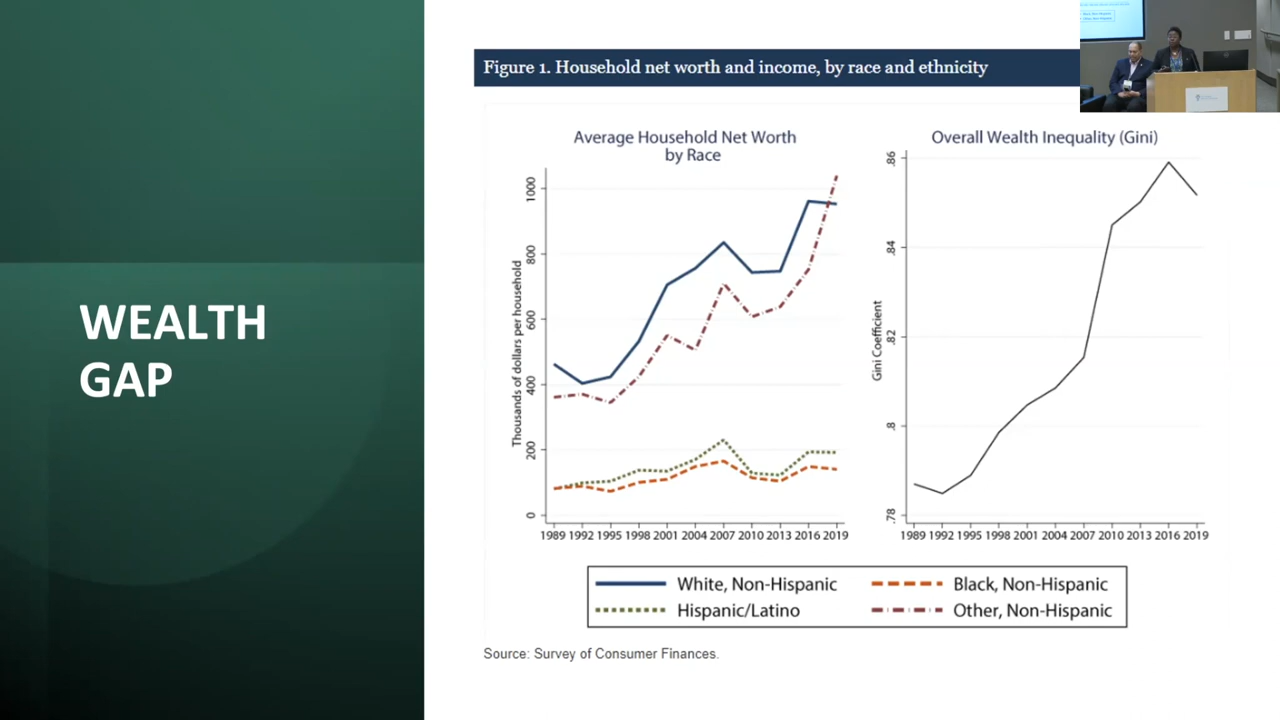 WEALTH
GAP
Figure 1. Household net worth and income, by race and ethnicity
Average Household Net Worth
by Race
Thousands of dollars per household
1000
800
600
400
200
0
1989 1992 1995 1998 2001 2004 2007 2010 2013 2016 2019
Overall Wealth Inequality (Gini)
Gini Coefficient
.86
.84
.82
.8
.78
1989 1992 1995 1998 2001 2004 2007 2010 2013 2016 2019
White, Non-Hispanic
Black, Non-Hispanic
Hispanic/Latino
Other, Non-Hispanic
Source: Survey of Consumer Finances.